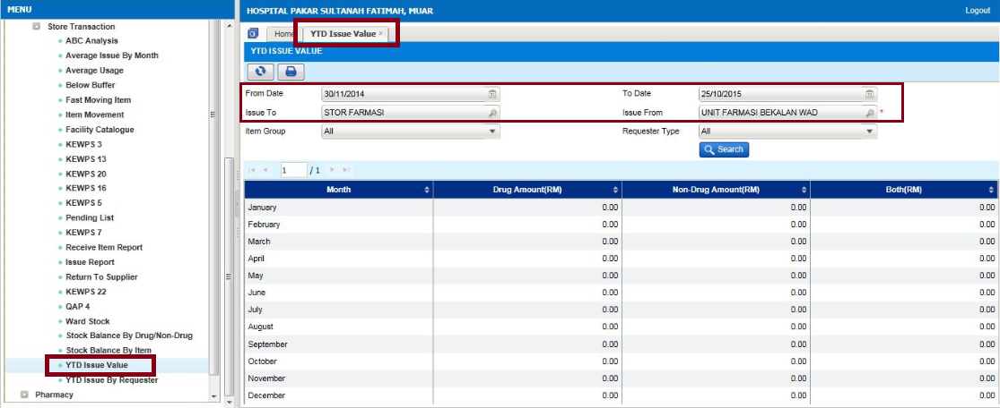 MENU
Store Transaction
ABC Analysis
Average Issue By Month
Average Usage
Below Buffer
Fast Moving Item
Item Movement
Facility Catalogue
KEWPS 3
KEWPS 13
KEWPS 20
KEWPS 16
KEWPS 5
Pending List
KEWPS 7
Receive Item Report
Issue Report
Return To Supplier
KEWPS 22
QAP 4
Ward Stock
Stock Balance By Drug/Non-Drug
Stock Balance By Item
YTD Issue Value
YTD Issue By Requester
Pharmacy
HOSPITAL PAKAR SULTANAH FATIMAH, MUAR Logout
Home YTD Issue Value ×
YTD ISSUE VALUE
From Date 30/11/2014 To Date 25/10/2015
Issue To STOR FARMASI Issue From UNIT FARMASI BEKALAN WAD *
Item Group All Requester Type All
Search
1 / 1
Month Drug Amount(RM) Non-Drug Amount(RM) Both(RM)
January 0.00 0.00 0.00
February 0.00 0.00 0.00
March 0.00 0.00 0.00
April 0.00 0.00 0.00
May 0.00 0.00 0.00
June 0.00 0.00 0.00
July 0.00 0.00 0.00
August 0.00 0.00 0.00
September 0.00 0.00 0.00
October 0.00 0.00 0.00
November 0.00 0.00 0.00
December 0.00 0.00 0.00